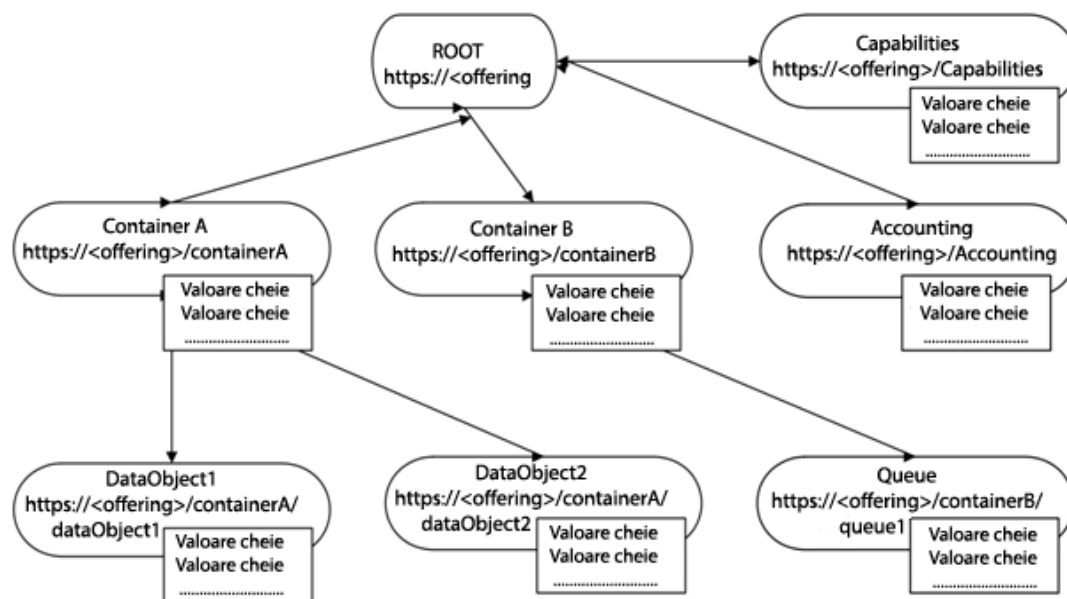 ROOT
https://<offering
Capabilities
https://<offering>/Capabilities
Valoare cheie
Valoare cheie
..............................
Container A
https://<offering>/containerA
Valoare cheie
Valoare cheie
..............................
Container B
https://<offering>/containerB
Valoare cheie
Valoare cheie
..............................
Accounting
https://<offering>/Accounting
Valoare cheie
Valoare cheie
..............................
DataObject1
https://<offering>/containerA/
dataObject1
Valoare cheie
Valoare cheie
..............................
DataObject2
https://<offering>/containerA/
dataObject2
Valoare cheie
Valoare cheie
..............................
Queue
https://<offering>/containerB/
queue1
Valoare cheie
Valoare cheie
..............................